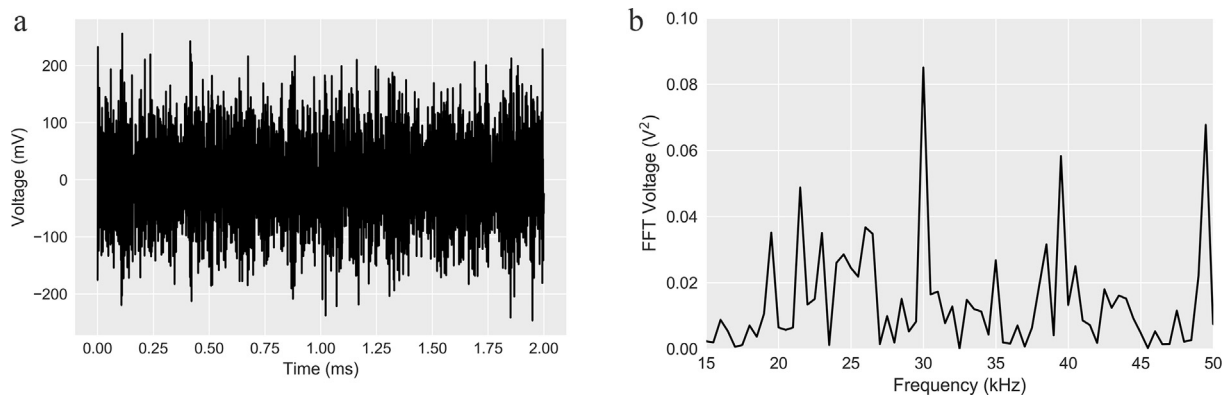 a
Voltage (mV)
200
100
0
−100
−200
0.00 0.25 0.50 0.75 1.00 1.25 1.50 1.75 2.00
Time (ms)
b
FFT Voltage (V²)
0.10
0.08
0.06
0.04
0.02
0.00
15 20 25 30 35 40 45 50
Frequency (kHz)